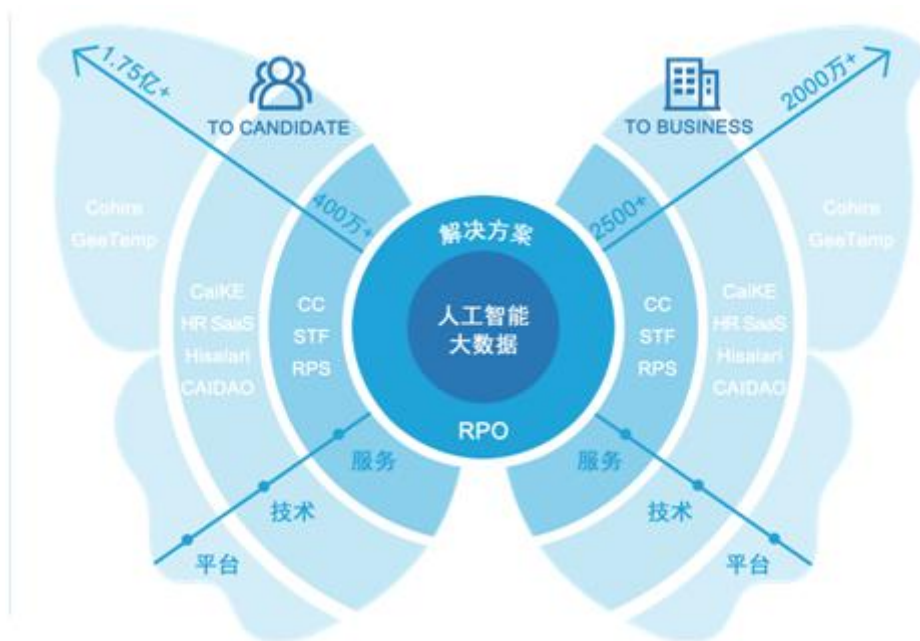 1.75亿+
TO CANDIDATE
400万+
Cohire
GeeTemp
CaiKE
HR SaaS
Hisalari
CAIDAO
CC
STF
RPS
服务
技术
平台
解决方案
人工智能
大数据
RPO
2000万+
TO BUSINESS
2500+
CC
STF
RPS
CaiKE
HR SaaS
Hisalari
CAIDAO
Cohire
GeeTemp
服务
技术
平台